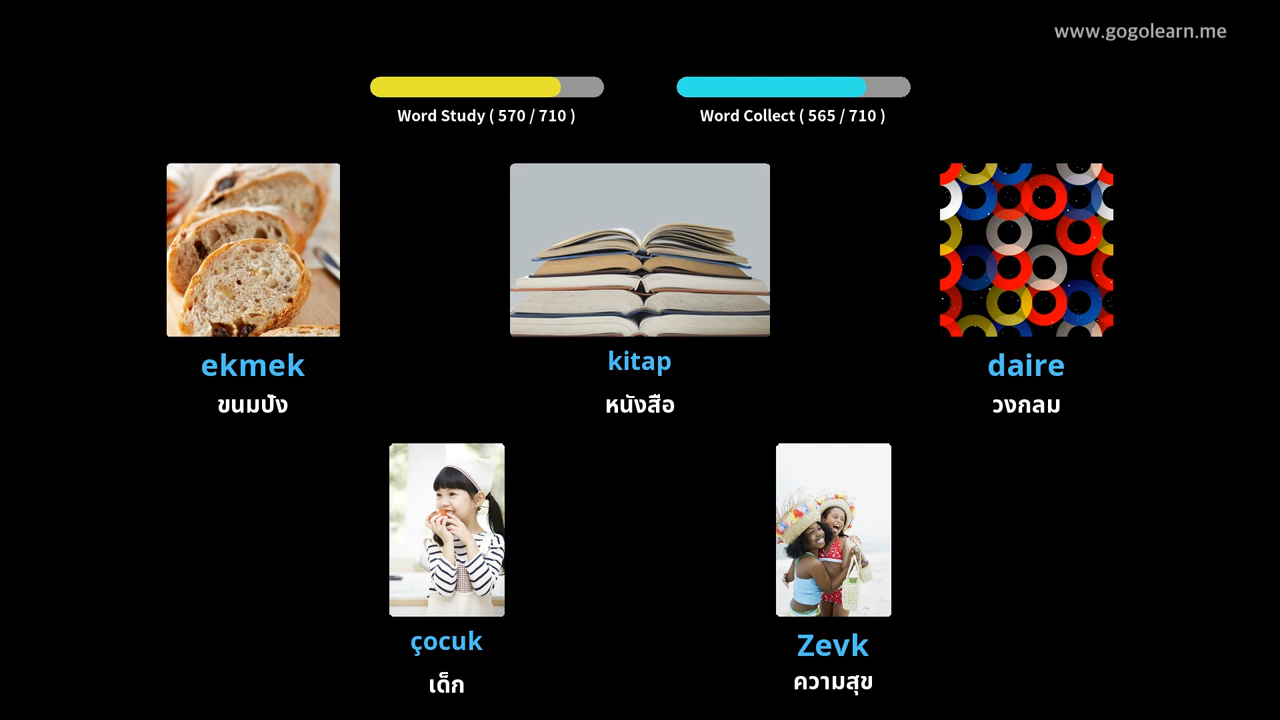 www.gogolearn.me
Word Study ( 570 / 710 )
Word Collect ( 565 / 710 )
ekmek
kitap
daire
ขนมปัง
หนังสือ
วงกลม
çocuk
Zevk
เด็ก
ความสุข